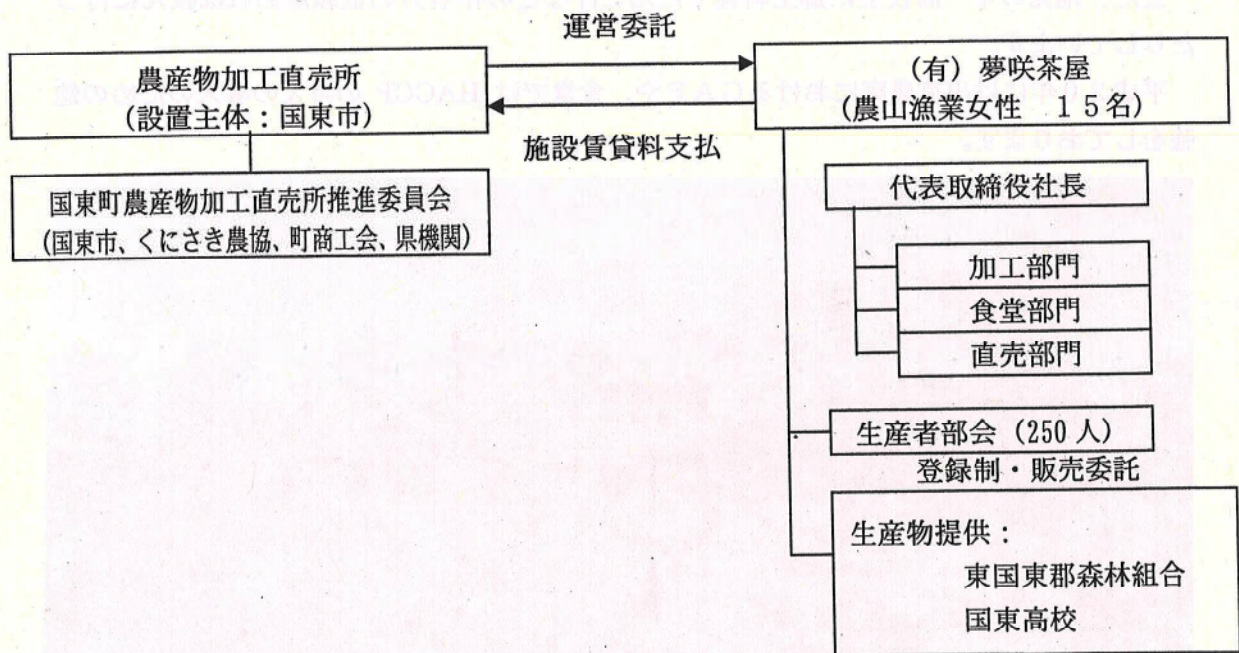 運営委託
農産物加工直売所
(設置主体：国東市)
(有) 夢咲茶屋
(農山漁業女性　１５名)
施設賃貸料支払
国東町農産物加工直売所推進委員会
(国東市、くにさき農協、町商工会、県機関)
代表取締役社長
加工部門
食堂部門
直売部門
生産者部会 (250 人)
登録制・販売委託
生産物提供：
東国東郡森林組合
国東高校